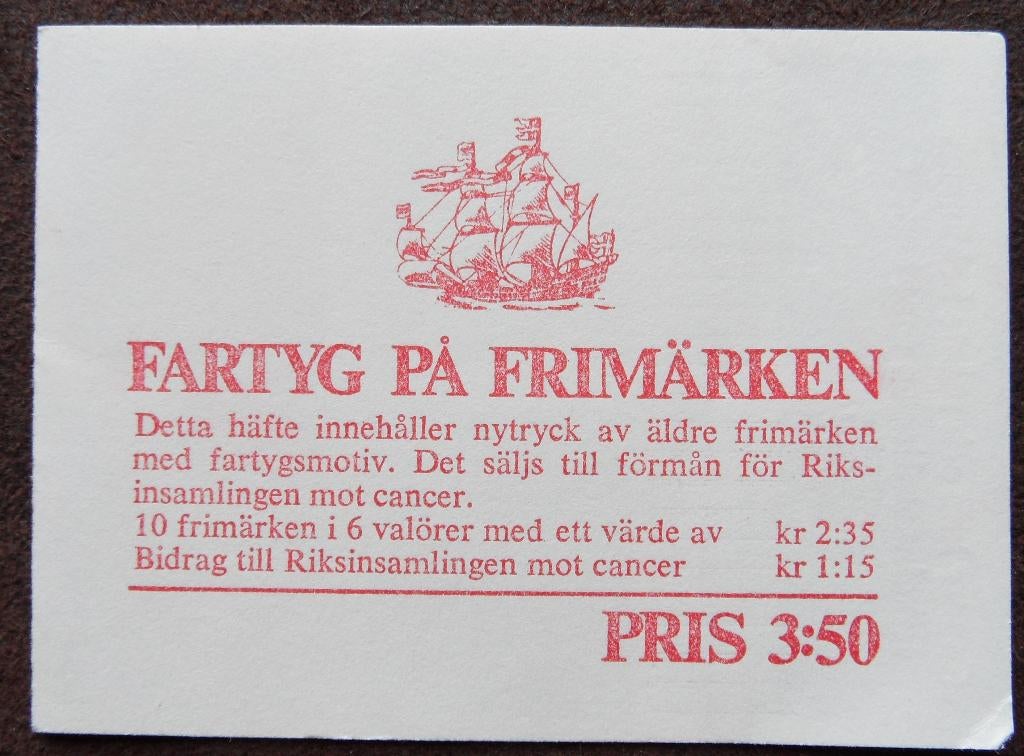 FARTYG PÅ FRIMÄRKEN
Detta häfte innehåller nytryck av äldre frimärken
med fartygsmotiv. Det säljs till förmån för Riks-
insamlingen mot cancer.
10 frimärken i 6 valörer med ett värde av kr 2:35
Bidrag till Riksinsamlingen mot cancer kr 1:15
PRIS 3:50